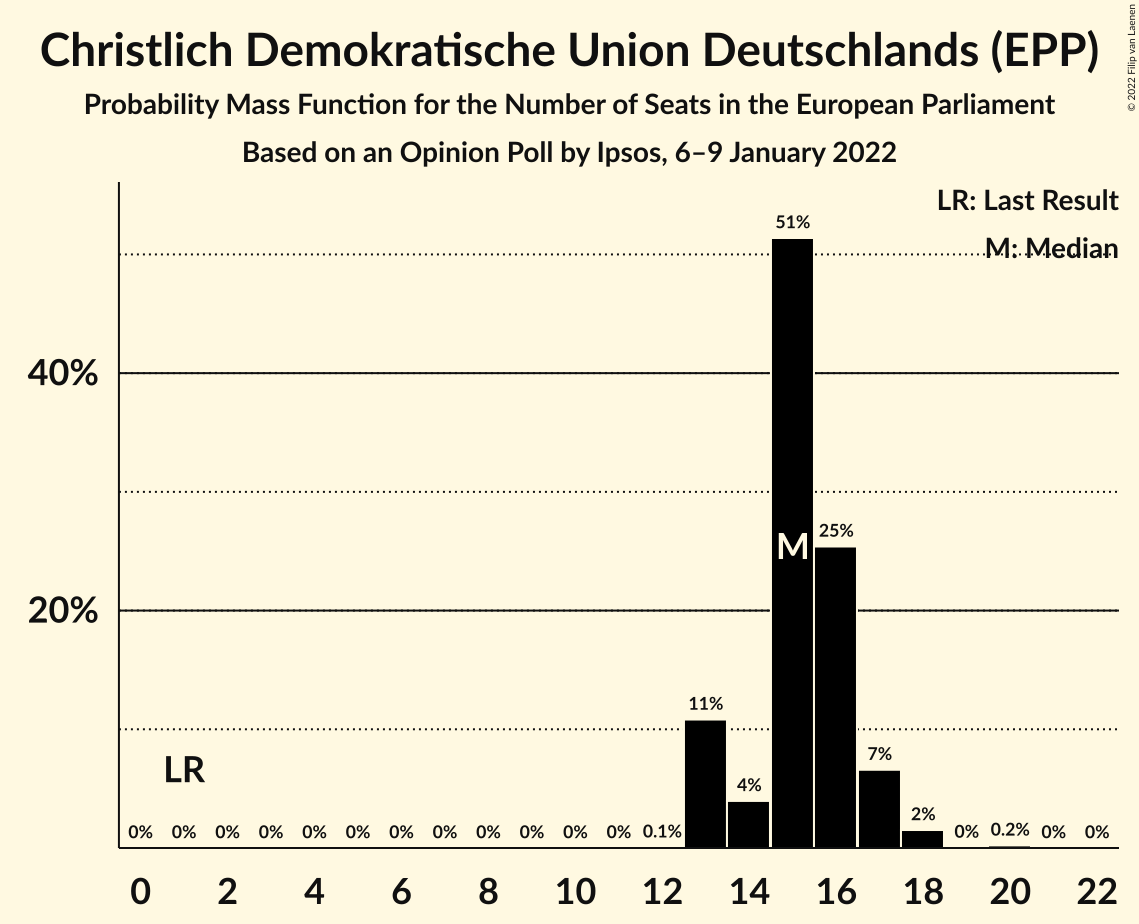 Christlich Demokratische Union Deutschlands (EPP)
Probability Mass Function for the Number of Seats in the European Parliament
Based on an Opinion Poll by Ipsos, 6–9 January 2022
© 2022 Filip van Laenen
LR: Last Result
M: Median
51%
40%
M
25%
20%
11%
LR
7%
4%
2%
0% 0% 0% 0% 0% 0% 0% 0% 0% 0% 0% 0% 0.1% 0% 0.2% 0% 0%
0 2 4 6 8 10 12 14 16 18 20 22